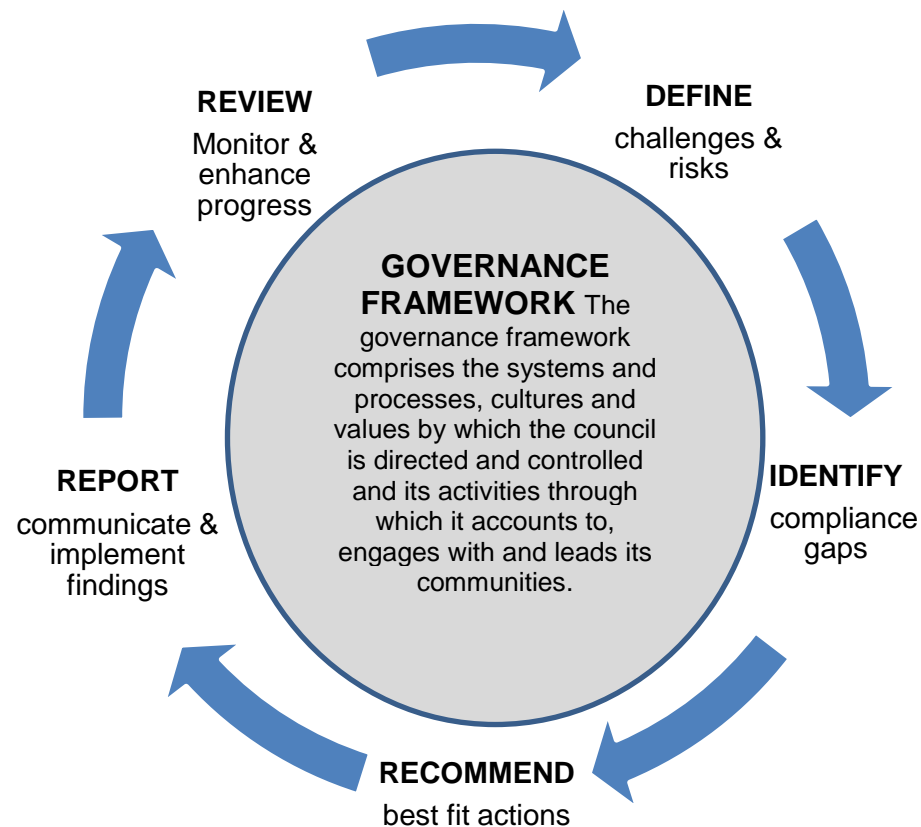 REVIEW
Monitor &
enhance
progress
DEFINE
challenges &
risks
GOVERNANCE
FRAMEWORK The
governance framework
comprises the systems and
processes, cultures and
values by which the council
is directed and controlled
and its activities through
which it accounts to,
engages with and leads its
communities.
IDENTIFY
compliance
gaps
REPORT
communicate &
implement
findings
RECOMMEND
best fit actions